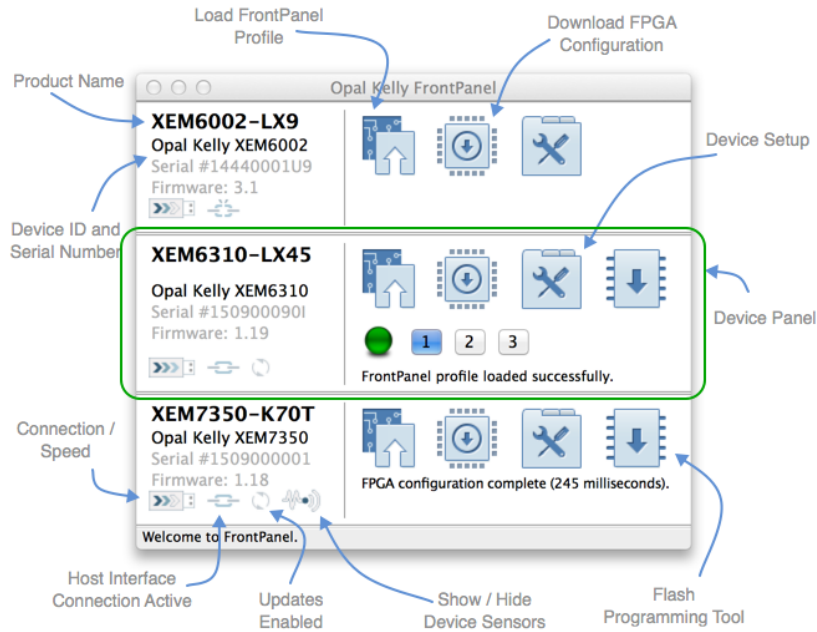 Load FrontPanel
Profile
Download FPGA
Configuration
Product Name
Opal Kelly FrontPanel
XEM6002-LX9
Opal Kelly XEM6002
Serial #14440001U9
Firmware: 3.1
Device Setup
Device ID and
Serial Number
XEM6310-LX45
Opal Kelly XEM6310
Serial #150900090I
Firmware: 1.19
1
2
3
FrontPanel profile loaded successfully.
Device Panel
XEM7350-K70T
Opal Kelly XEM7350
Serial #1509000001
Firmware: 1.18
FPGA configuration complete (245 milliseconds).
Connection /
Speed
Welcome to FrontPanel.
Host Interface
Connection Active
Updates
Enabled
Show / Hide
Device Sensors
Flash
Programming Tool